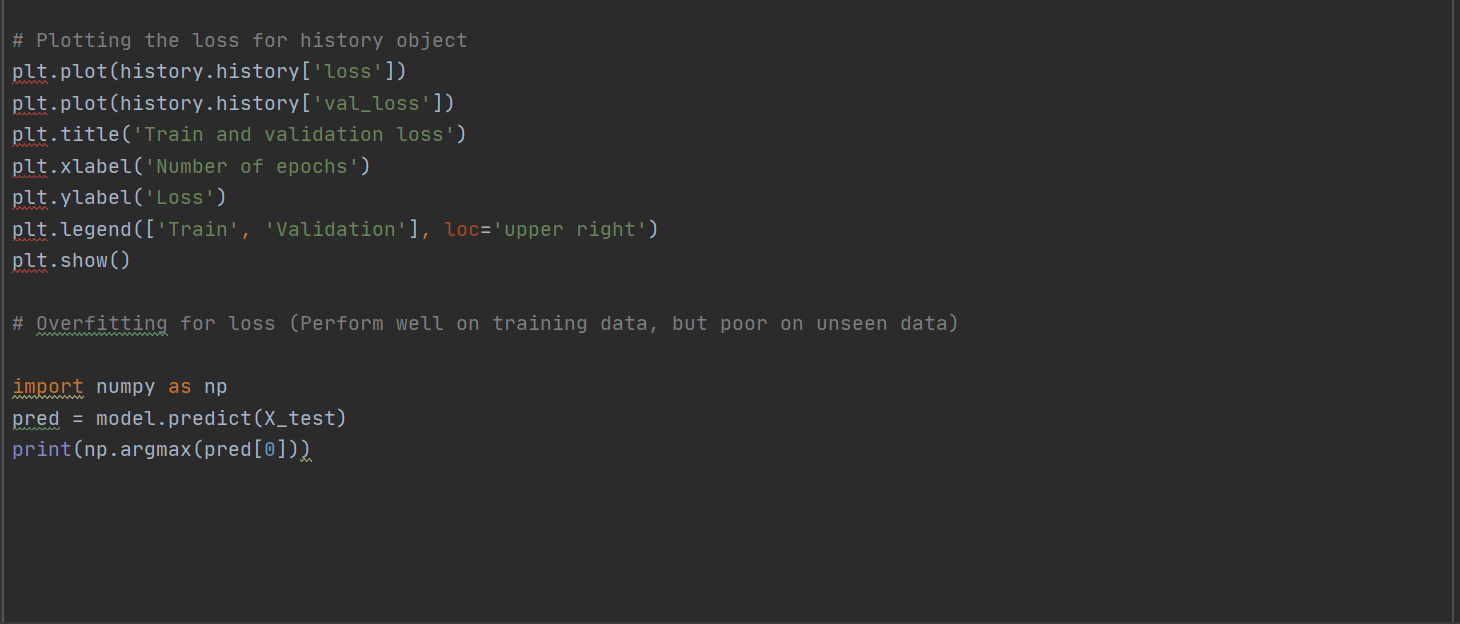 # Plotting the loss for history object
plt.plot(history.history['loss'])
plt.plot(history.history['val_loss'])
plt.title('Train and validation loss')
plt.xlabel('Number of epochs')
plt.ylabel('Loss')
plt.legend(['Train', 'Validation'], loc='upper right')
plt.show()
# Overfitting for loss (Perform well on training data, but poor on unseen data)
import numpy as np
pred = model.predict(X_test)
print(np.argmax(pred[0]))